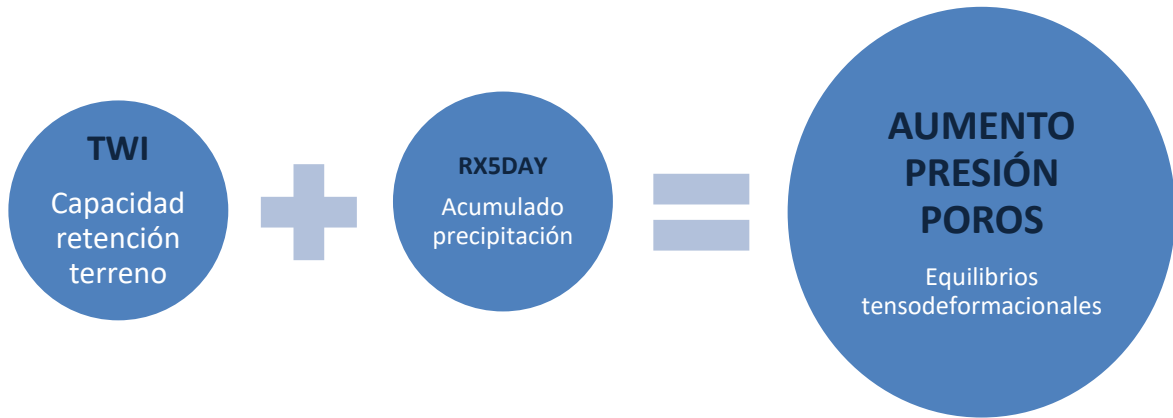 TWI
Capacidad
retención
terreno
RX5DAY
Acumulado
precipitación
AUMENTO
PRESIÓN
POROS
Equilibrios
tensodeformacionales